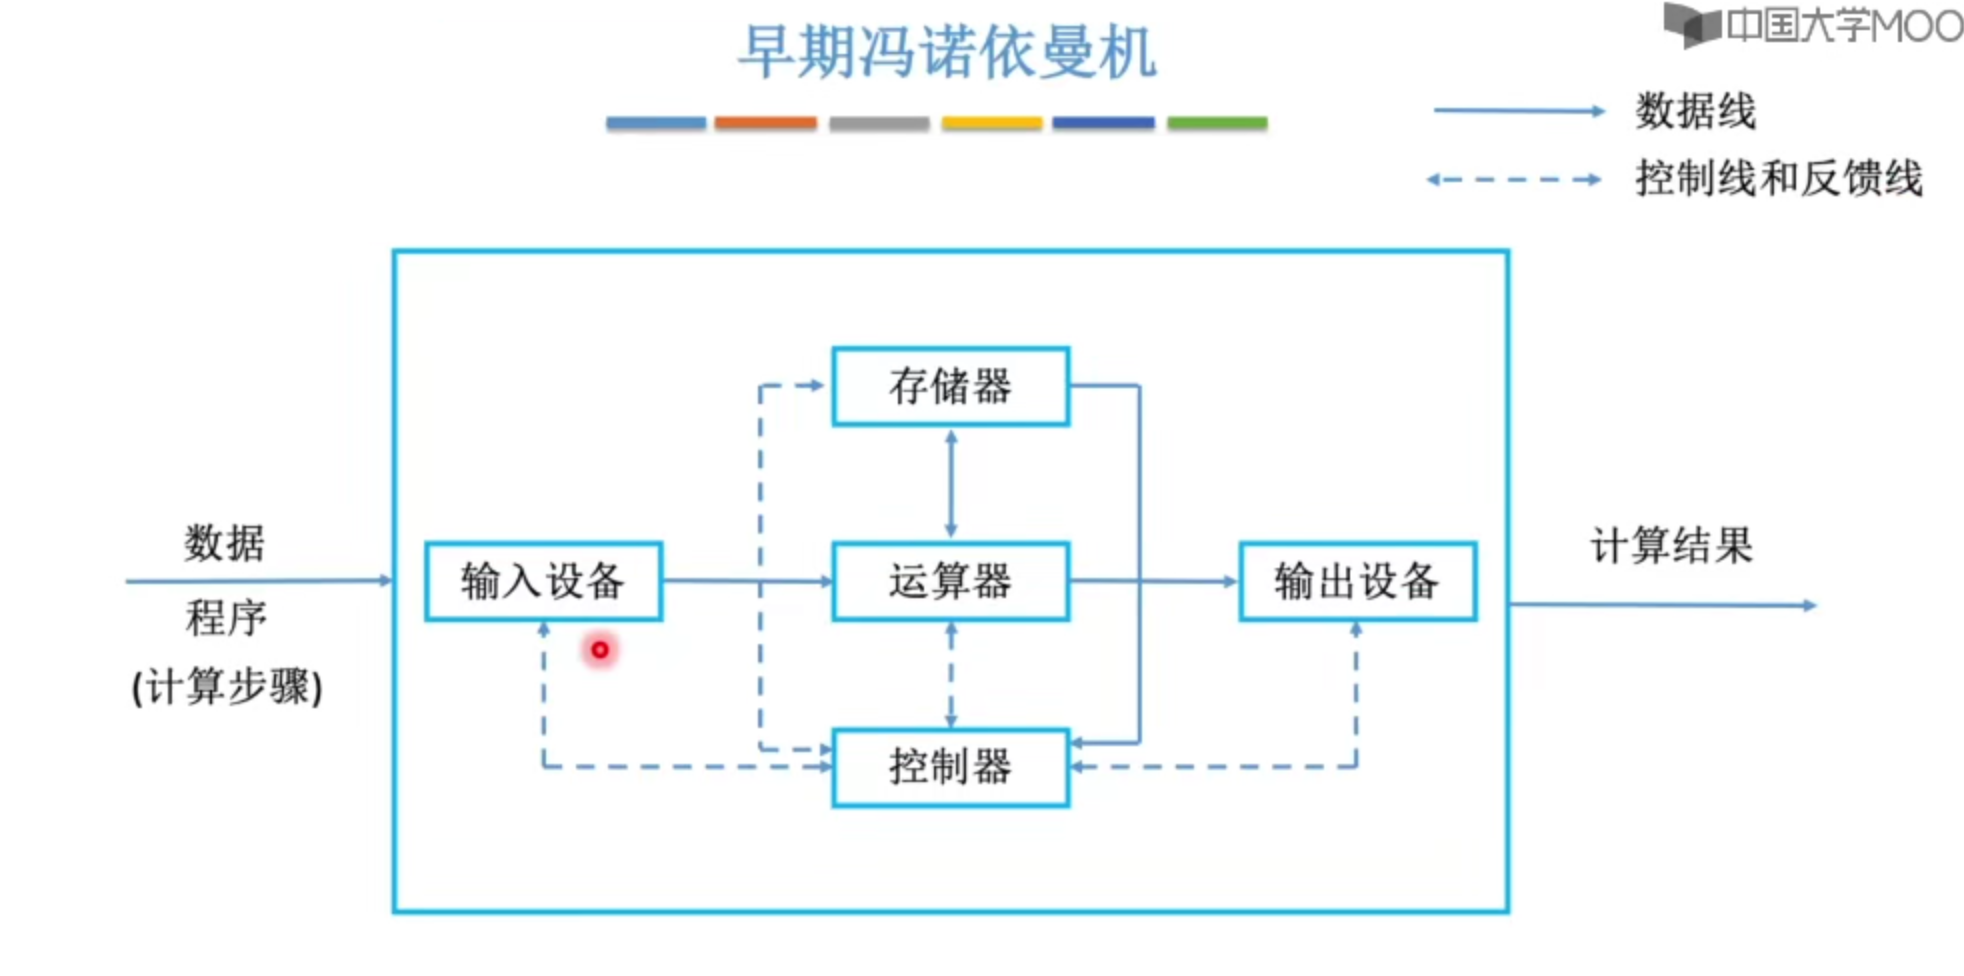 中国大学MOO
早期冯诺依曼机
数据线
控制线和反馈线
存储器
数据
程序
(计算步骤)
输入设备
运算器
输出设备
计算结果
控制器